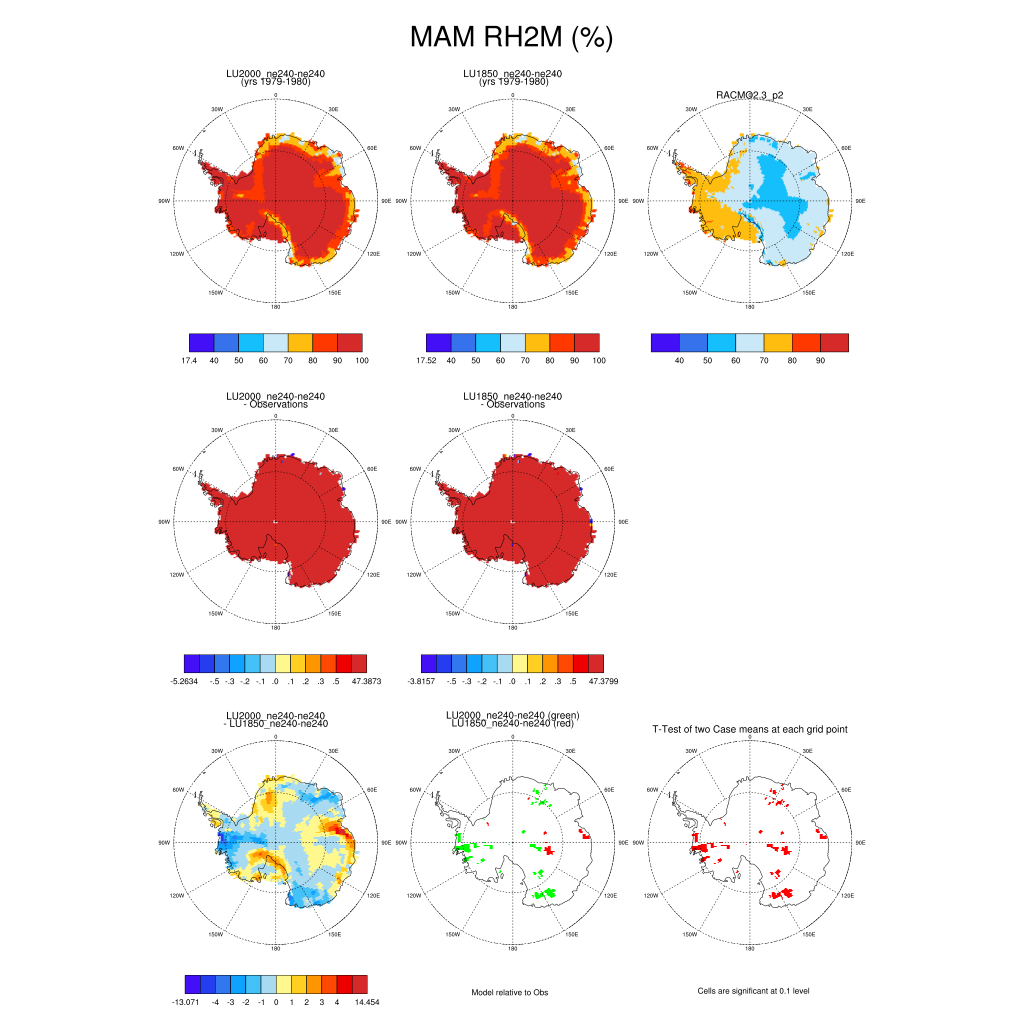 MAM RH2M (%)
LU2000_ne240-ne240
(yrs 1979-1980)
LU1850_ne240-ne240
(yrs 1979-1980)
RACMO2.3_p2
0 30E 60E 90E 120E 150E 180 150W 120W 90W 60W 30W
0 30E 60E 90E 120E 150E 180 150W 120W 90W 60W 30W
0 30E 60E 90E 120E 150E 180 150W 120W 90W 60W 30W
17.4 40 50 60 70 80 90 100
17.52 40 50 60 70 80 90 100
40 50 60 70 80 90
LU2000_ne240-ne240
- Observations
LU1850_ne240-ne240
- Observations
0 30E 60E 90E 120E 150E 180 150W 120W 90W 60W 30W
0 30E 60E 90E 120E 150E 180 150W 120W 90W 60W 30W
-5.2634 -.5 -.3 -.2 -.1 .0 .1 .2 .3 .5 47.3873
-3.8157 -.5 -.3 -.2 -.1 .0 .1 .2 .3 .5 47.3799
LU2000_ne240-ne240
- LU1850_ne240-ne240
LU2000_ne240-ne240 (green)
LU1850_ne240-ne240 (red)
T-Test of two Case means at each grid point
0 30E 60E 90E 120E 150E 180 150W 120W 90W 60W 30W
0 30E 60E 90E 120E 150E 180 150W 120W 90W 60W 30W
0 30E 60E 90E 120E 150E 180 150W 120W 90W 60W 30W
-13.071 -4 -3 -2 -1 0 1 2 3 4 14.454
Model relative to Obs
Cells are significant at 0.1 level